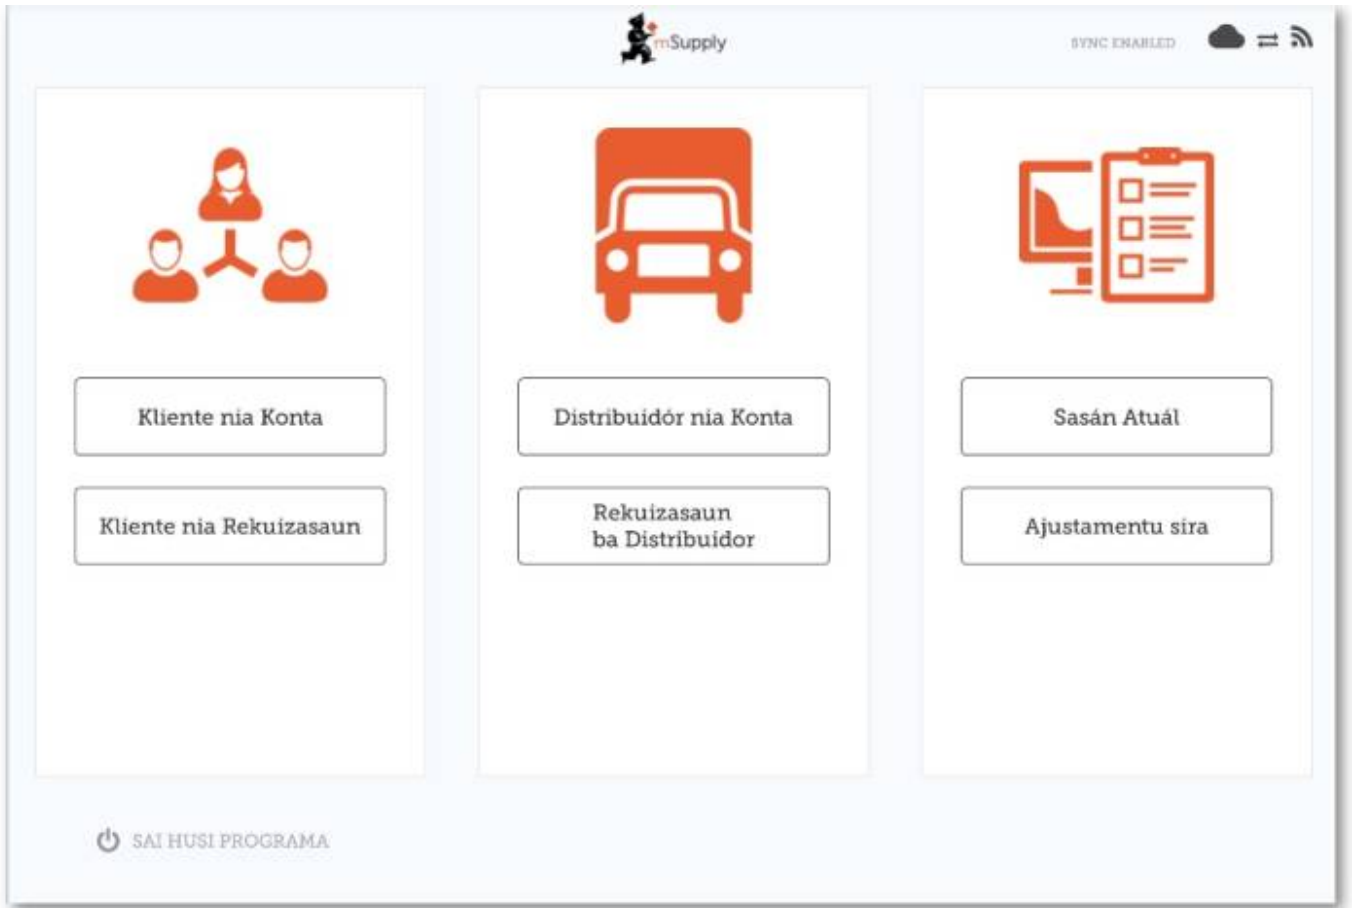 mSupply
SYNC ENABLED
Kliente nia Konta
Kliente nia Rekuizasaun
Distribuidór nia Konta
Rekuizasaun
ba Distribuidor
Sasán Atuál
Ajustamentu sira
SAI HUSI PROGRAMA